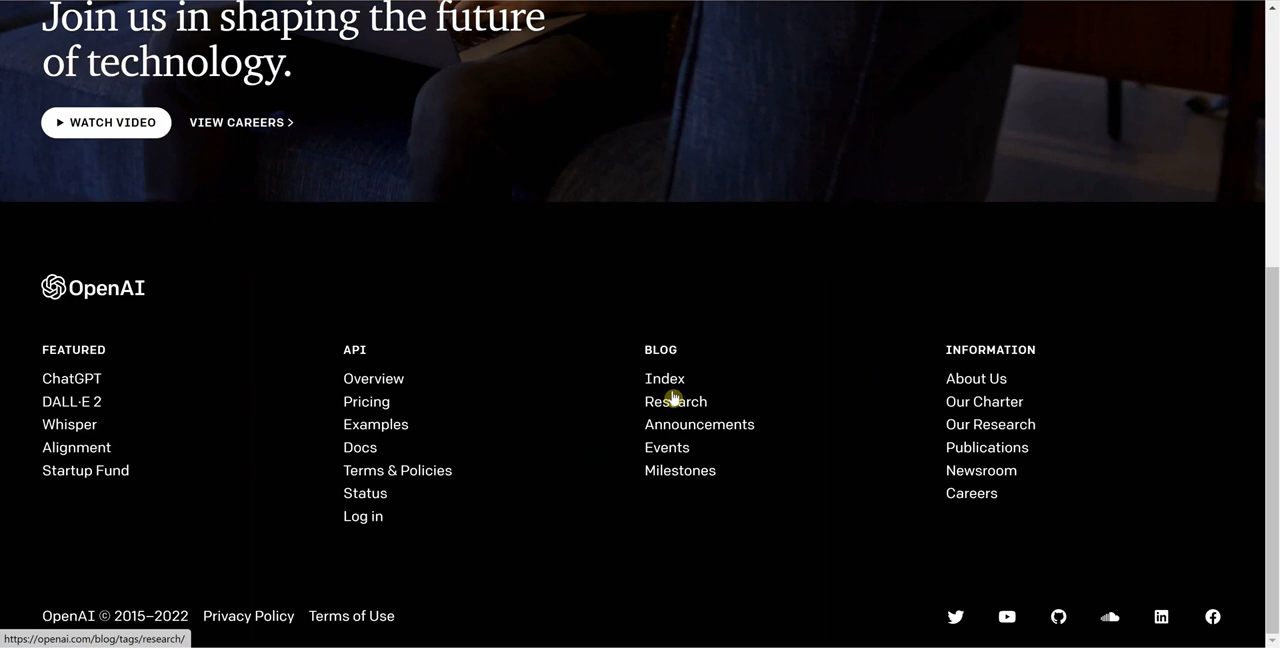 Join us in shaping the future
of technology.
WATCH VIDEO
VIEW CAREERS >
OpenAI
FEATURED
ChatGPT
DALL·E 2
Whisper
Alignment
Startup Fund
API
Overview
Pricing
Examples
Docs
Terms & Policies
Status
Log in
BLOG
Index
Research
Announcements
Events
Milestones
INFORMATION
About Us
Our Charter
Our Research
Publications
Newsroom
Careers
OpenAI © 2015–2022 Privacy Policy Terms of Use
https://openai.com/blog/tags/research/